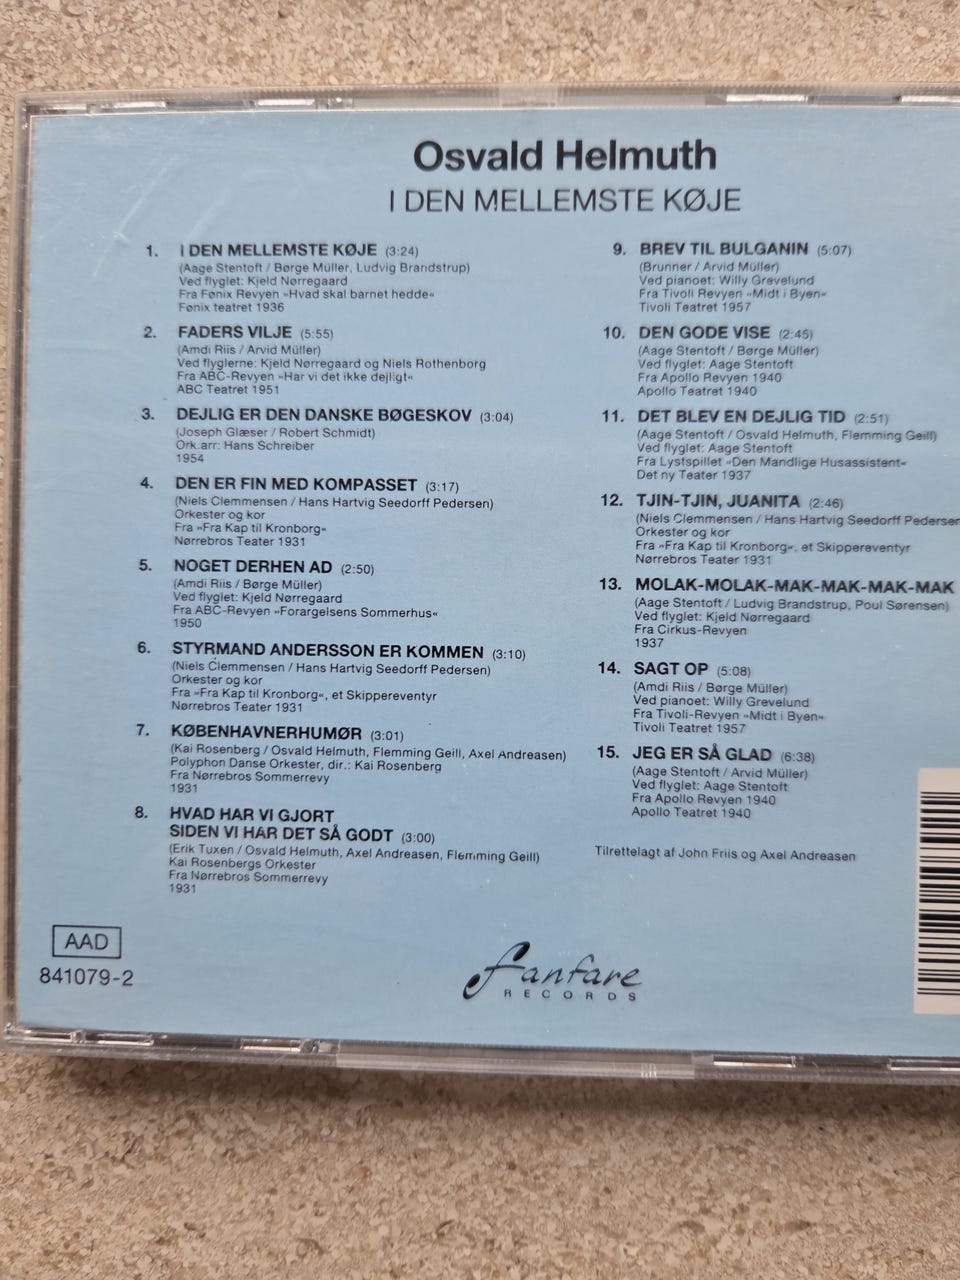 Osvald Helmuth
I DEN MELLEMSTE KØJE
1. I DEN MELLEMSTE KØJE (3:24)
(Aage Stentoft / Børge Müller, Ludvig Brandstrup)
Ved flyglet: Kjeld Nørregaard
Fra Fønix Revyen »Hvad skal barnet hedde«
Fønix teatret 1936
2. FADERS VILJE (5:55)
(Amdi Riis / Arvid Müller)
Ved flyglerne: Kjeld Nørregaard og Niels Rothenborg
Fra ABC-Revyen »Har vi det ikke dejligt«
ABC Teatret 1951
3. DEJLIG ER DEN DANSKE BØGESKOV (3:04)
(Joseph Glæser / Robert Schmidt)
Ork.arr: Hans Schreiber
1954
4. DEN ER FIN MED KOMPASSET (3:17)
(Niels Clemmensen / Hans Hartvig Seedorff Pedersen)
Orkester og kor
Fra »Fra Kap til Kronborg«
Nørrebros Teater 1931
5. NOGET DERHEN AD (2:50)
(Amdi Riis / Børge Müller)
Ved flyglet: Kjeld Nørregaard
Fra ABC-Revyen »Forargelsens Sommerhus«
1950
6. STYRMAND ANDERSSON ER KOMMEN (3:10)
(Niels Clemmensen / Hans Hartvig Seedorff Pedersen)
Orkester og kor
Fra »Fra Kap til Kronborg«, et Skippereventyr
Nørrebros Teater 1931
7. KØBENHAVNERHUMØR (3:01)
(Kai Rosenberg / Osvald Helmuth, Flemming Geill, Axel Andreasen)
Polyphon Danse Orkester, dir.: Kai Rosenberg
Fra Nørrebros Sommerrevy
1931
8. HVAD HAR VI GJORT
SIDEN VI HAR DET SÅ GODT (3:00)
(Erik Tuxen / Osvald Helmuth, Axel Andreasen, Flemming Geill)
Kai Rosenbergs Orkester
Fra Nørrebros Sommerrevy
1931
9. BREV TIL BULGANIN (5:07)
(Brunner / Arvid Müller)
Ved pianoet: Willy Grevelund
Fra Tivoli Revyen »Midt i Byen«
Tivoli Teatret 1957
10. DEN GODE VISE (2:45)
(Aage Stentoft / Børge Müller)
Ved flyglet: Aage Stentoft
Fra Apollo Revyen 1940
Apollo Teatret 1940
11. DET BLEV EN DEJLIG TID (2:51)
(Aage Stentoft / Osvald Helmuth, Flemming Geill)
Ved flyglet: Aage Stentoft
Fra Lystspillet »Den Mandlige Husassistent«
Det ny Teater 1937
12. TJIN-TJIN, JUANITA (2:46)
(Niels Clemmensen / Hans Hartvig Seedorff Pedersen
Orkester og kor
Fra »Fra Kap til Kronborg«, et Skippereventyr
Nørrebros Teater 1931
13. MOLAK-MOLAK-MAK-MAK-MAK-MAK
(Aage Stentoft / Ludvig Brandstrup, Poul Sørensen)
Ved flyglet: Kjeld Nørregaard
Fra Cirkus-Revyen
1937
14. SAGT OP (5:08)
(Amdi Riis / Børge Müller)
Ved pianoet: Willy Grevelund
Fra Tivoli-Revyen »Midt i Byen«
Tivoli Teatret 1957
15. JEG ER SÅ GLAD (6:38)
(Aage Stentoft / Arvid Müller)
Ved flyglet: Aage Stentoft
Fra Apollo Revyen 1940
Apollo Teatret 1940
Tilrettelagt af John Friis og Axel Andreasen
AAD
841079-2
fanfare
RECORDS